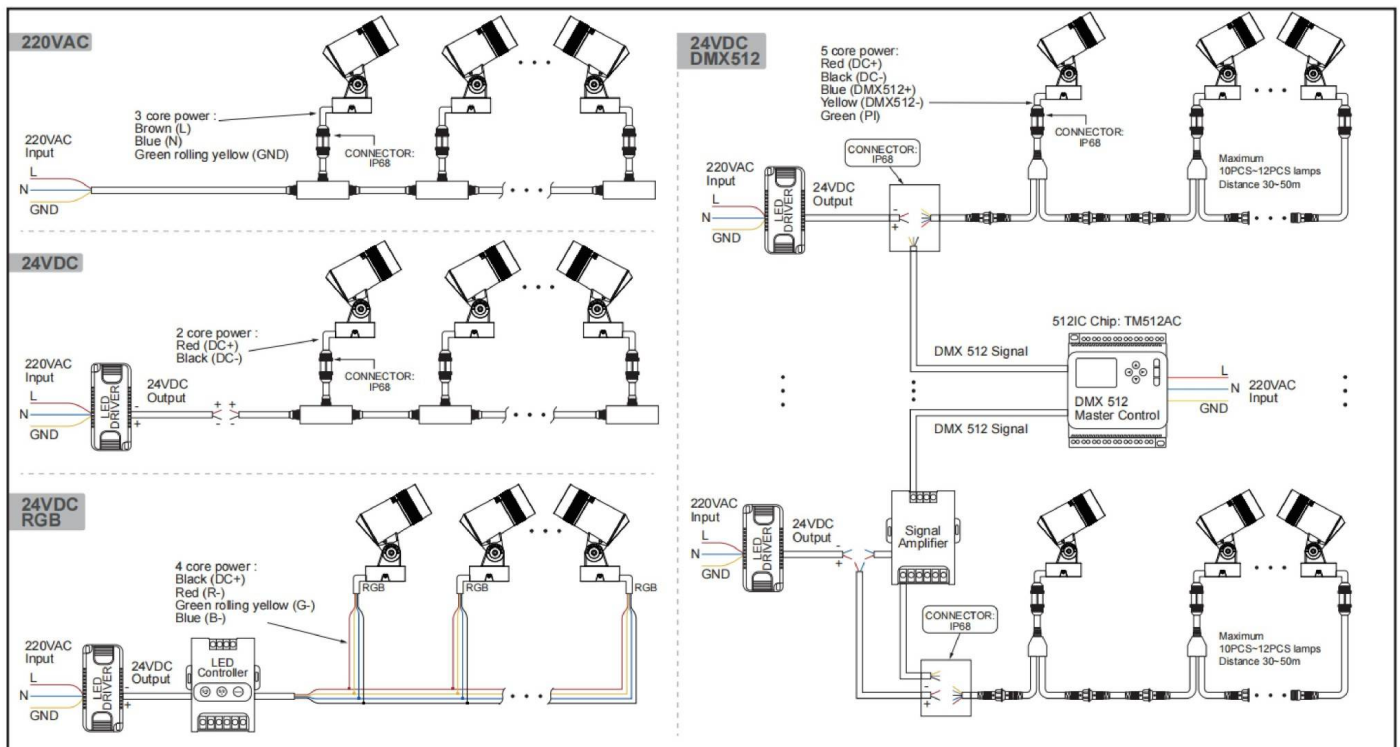 220VAC
3 core power :
Brown (L)
Blue (N)
Green rolling yellow (GND)
CONNECTOR:
IP68
220VAC
Input
L
N
GND
24VDC
2 core power :
Red (DC+)
Black (DC-)
CONNECTOR:
IP68
220VAC
Input
L
N
GND
LED
DRIVER
24VDC
Output
-
+
+ +
- -
24VDC
RGB
4 core power :
Black (DC+)
Red (R-)
Green rolling yellow (G-)
Blue (B-)
RGB
RGB
RGB
220VAC
Input
L
N
GND
LED
DRIVER
24VDC
Output
-
+
LED
Controller
24VDC
DMX512
5 core power:
Red (DC+)
Black (DC-)
Blue (DMX512+)
Yellow (DMX512-)
Green (PI)
CONNECTOR:
IP68
CONNECTOR:
IP68
Maximum
10PCS~12PCS lamps
Distance 30~50m
220VAC
Input
L
N
GND
LED
DRIVER
24VDC
Output
-
+
512IC Chip: TM512AC
DMX 512 Signal
DMX 512
Master Control
L
N
GND
220VAC
Input
DMX 512 Signal
220VAC
Input
L
N
GND
LED
DRIVER
24VDC
Output
-
+
Signal
Amplifier
CONNECTOR:
IP68
-
+
Maximum
10PCS~12PCS lamps
Distance 30~50m